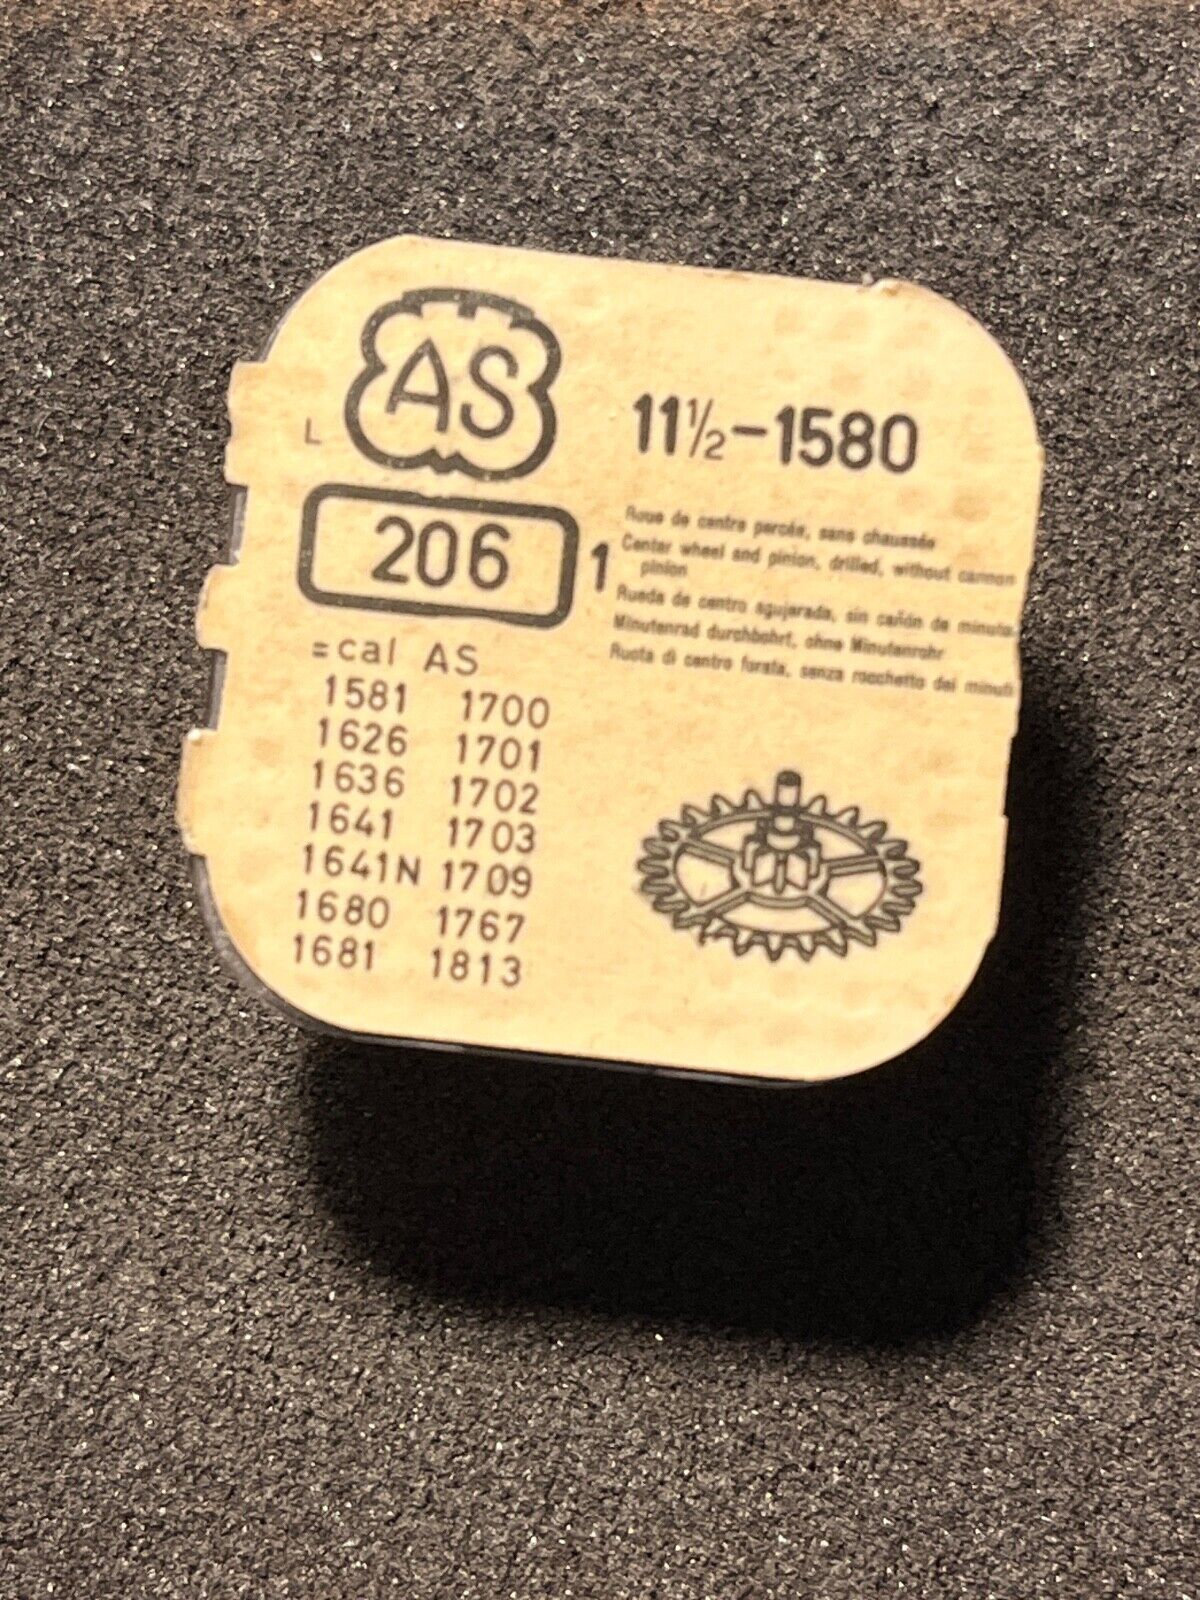 AS
11½-1580
L
206
1
Roue de centre percée, sans chaussée
Center wheel and pinion, drilled, without cannon
pinion
Rueda de centro agujerada, sin cañón de minuto
Minutenrad durchbohrt, ohne Minutenrohr
Ruota di centro forata, senza rocchetto dei minuti
=cal AS
1581 1700
1626 1701
1636 1702
1641 1703
1641N 1709
1680 1767
1681 1813